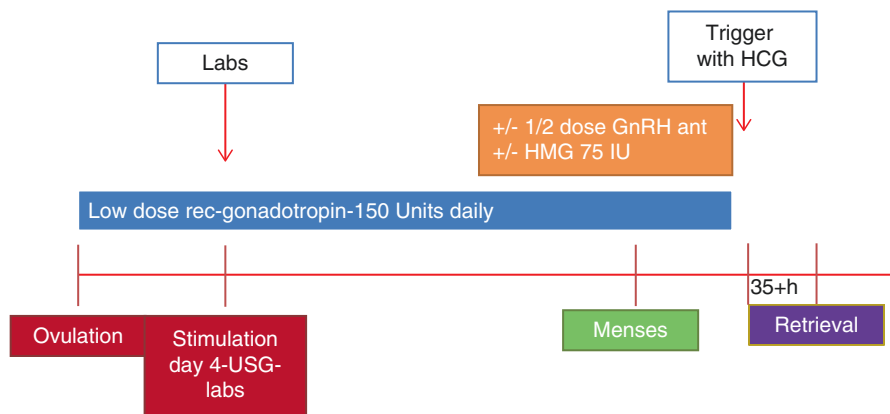 Labs
Trigger
with HCG
+/- 1/2 dose GnRH ant
+/- HMG 75 IU
Low dose rec-gonadotropin-150 Units daily
35+h
Ovulation
Stimulation
day 4-USG-
labs
Menses
Retrieval